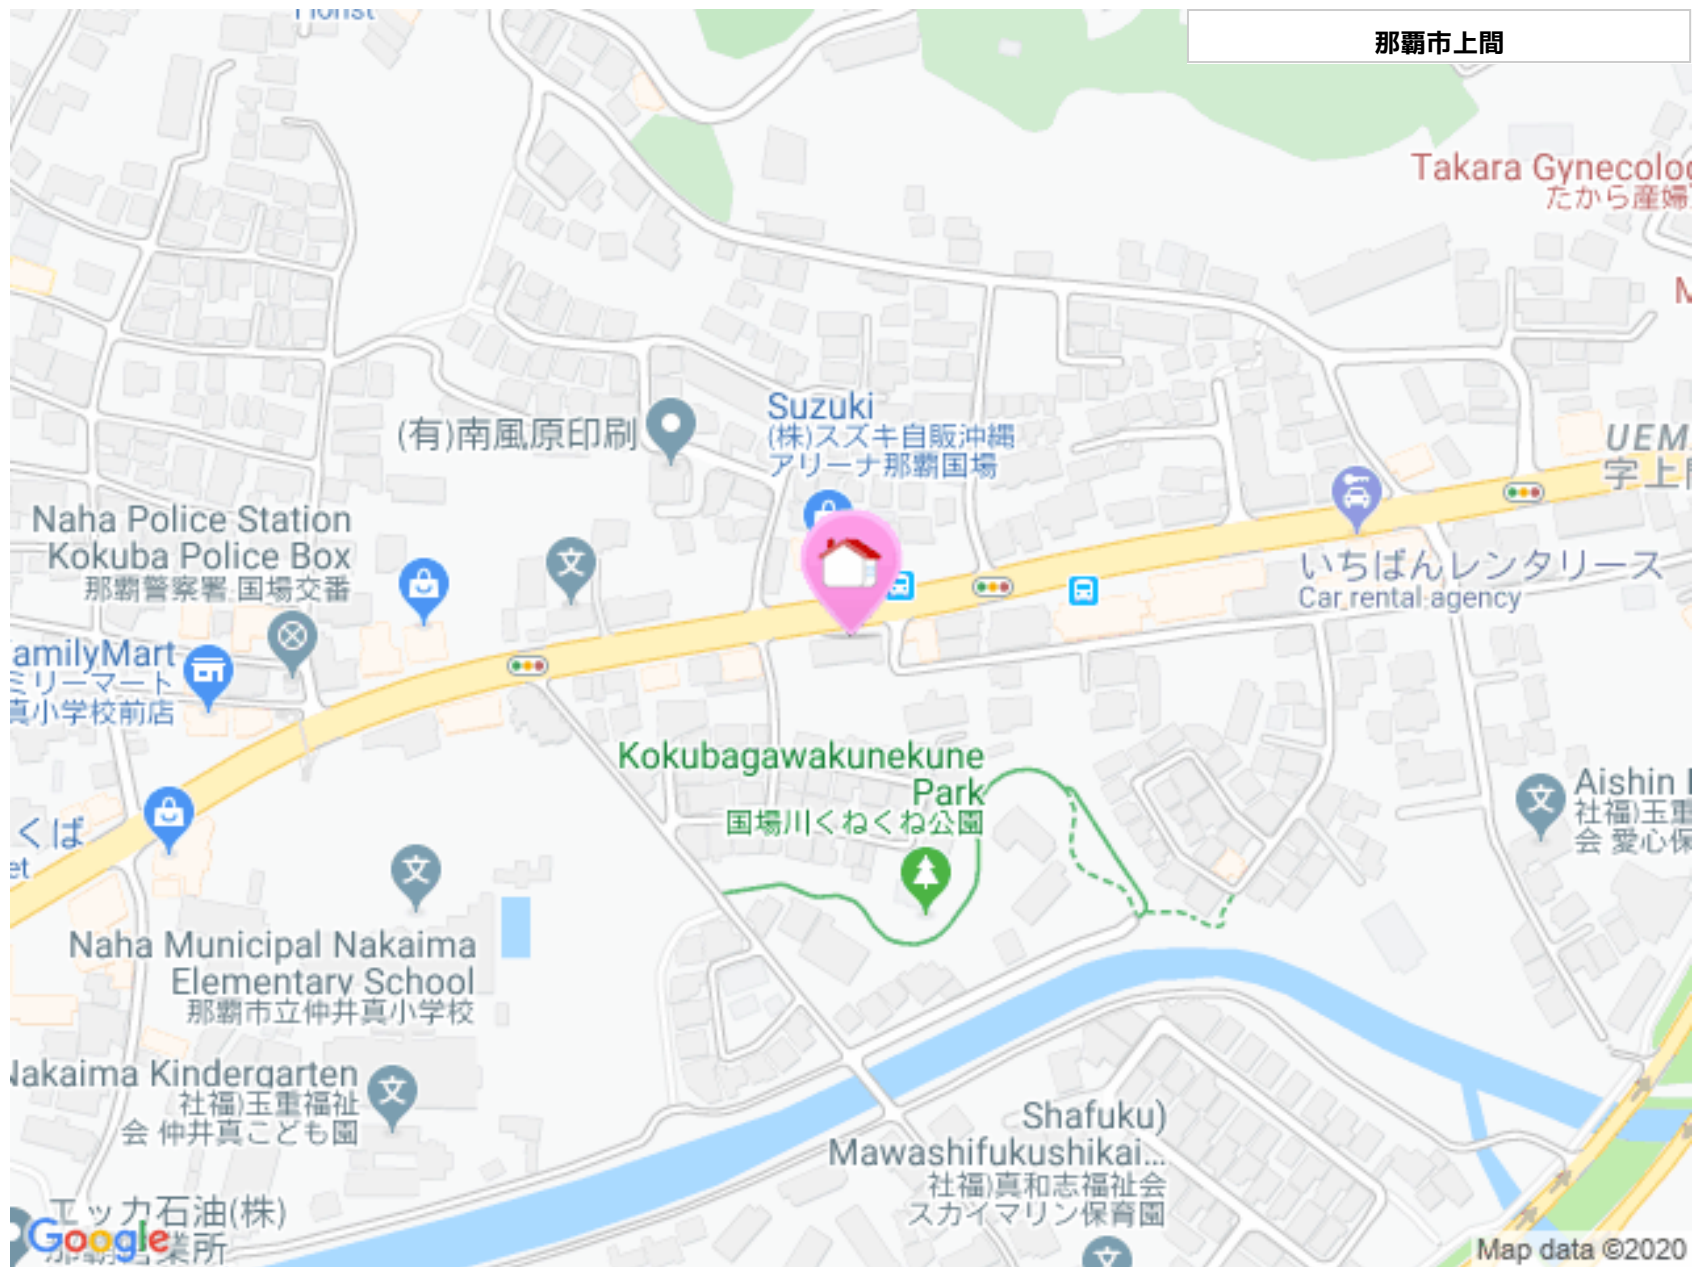 Florist
那覇市上間
Takara Gynecolog
たから産婦
M
Suzuki
(株)スズキ自販沖縄
アリーナ那覇国場
(有)南風原印刷
UEM
字上間
Naha Police Station
Kokuba Police Box
那覇警察署 国場交番
いちばんレンタリース
Car rental agency
amilyMart
ミリーマート
真小学校前店
Kokubagawakunekune
Park
国場川くねくね公園
Aishin
社福)玉重
会 愛心保
くば
et
Naha Municipal Nakaima
Elementary School
那覇市立仲井真小学校
Nakaima Kindergarten
社福)玉重福祉
会 仲井真こども園
Shafuku)
Mawashifukushikai...
社福)真和志福祉会
スカイマリン保育園
エッカ石油(株)
那覇営業所
Google
Map data ©2020